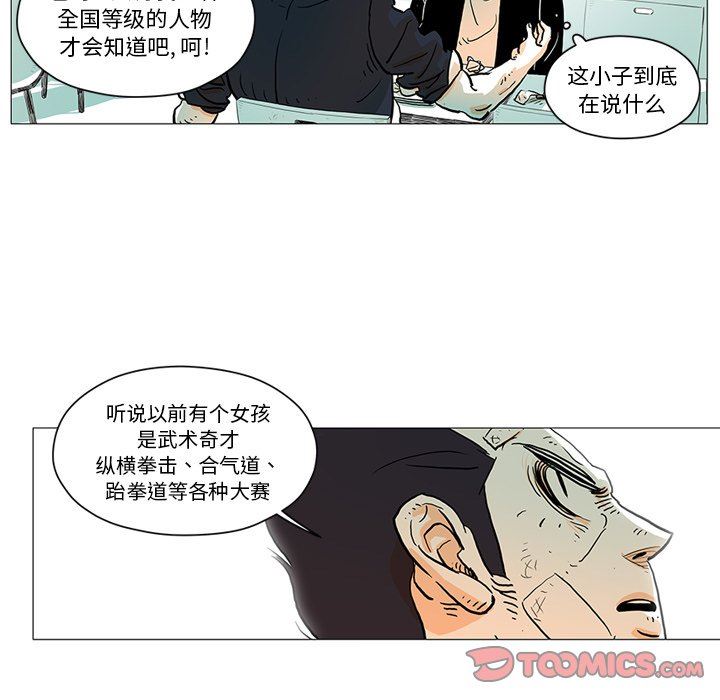 全国等级的人物
才会知道吧, 呵!
这小子到底
在说什么
听说以前有个女孩
是武术奇才
纵横拳击、合气道、
跆拳道等各种大赛
TOOMICS.COM